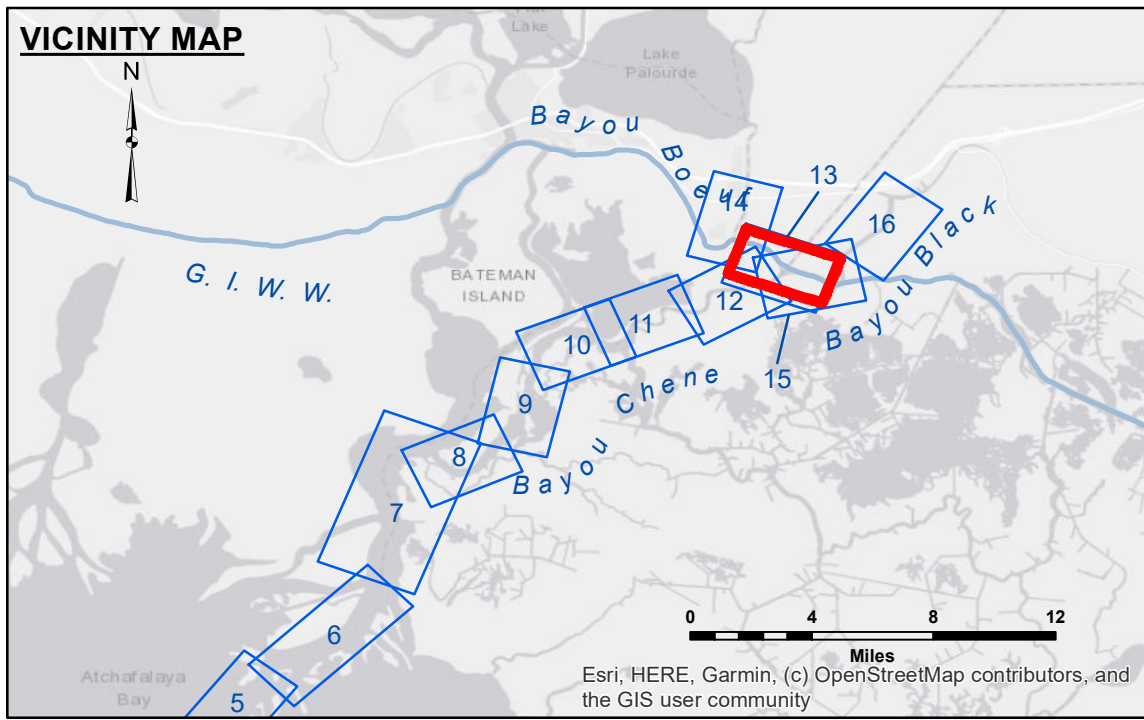 VICINITY MAP
N
Lake
Lake
Palourde
Bayou
Boeuf
13
14
16
G. I. W. W.
BATEMAN
ISLAND
Bayou Black
12
11
10
15
Chene
9
8
Bayou
7
6
5
Atchafalaya
Bay
0 4 8 12
Miles
Esri, HERE, Garmin, (c) OpenStreetMap contributors, and
the GIS user community